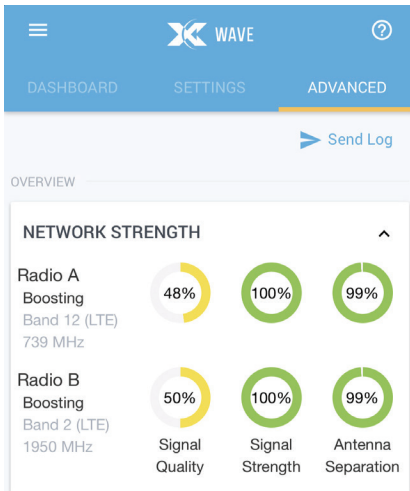 WAVE
DASHBOARD SETTINGS ADVANCED
Send Log
OVERVIEW
NETWORK STRENGTH
Radio A
Boosting
Band 12 (LTE)
739 MHz
48% 100% 99%
Radio B
Boosting
Band 2 (LTE)
1950 MHz
50% 100% 99%
Signal Quality
Signal Strength
Antenna Separation